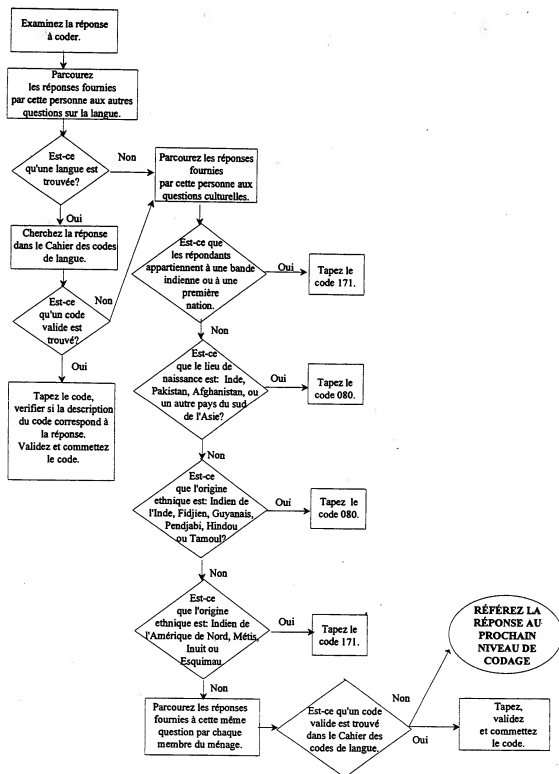 Examinez la réponse
à coder.
Parcourez
les réponses fournies
par cette personne aux autres
questions sur la langue.
Est-ce
qu'une langue est
trouvée?
Non
Oui
Parcourez les réponses
fournies
par cette personne aux
questions culturelles.
Cherchez la réponse
dans le Cahier des codes
de langue.
Est-ce
qu'un code
valide est
trouvé?
Non
Oui
Tapez le code,
verifier si la description
du code correspond à
la réponse.
Validez et commettez
le code.
Est-ce que
les répondants
appartiennent à une bande
indienne ou à une
première
nation.
Oui
Tapez le
code 171.
Non
Est-ce
que le lieu de
naissance est: Inde,
Pakistan, Afghanistan, ou
un autre pays du sud
de l'Asie?
Oui
Tapez le
code 080.
Non
Est-ce
que l'origine
ethnique est: Indien de
l'Inde, Fidjien, Guyanais,
Pendjabi, Hindou
ou Tamoul?
Oui
Tapez le
code 080.
Non
Est-ce
que l'origine
ethnique est: Indien de
l'Amérique de Nord, Métis,
Inuit ou
Esquimau.
Oui
Tapez le
code 171.
Non
Parcourez les réponses
fournies à cette même
question par chaque
membre du ménage.
Est-ce qu'un code
valide est trouvé
dans le Cahier des
codes de langue.
Non
RÉFÉREZ LA
RÉPONSE AU
PROCHAIN
NIVEAU DE
CODAGE
Oui
Tapez,
validez
et commettez
le code.